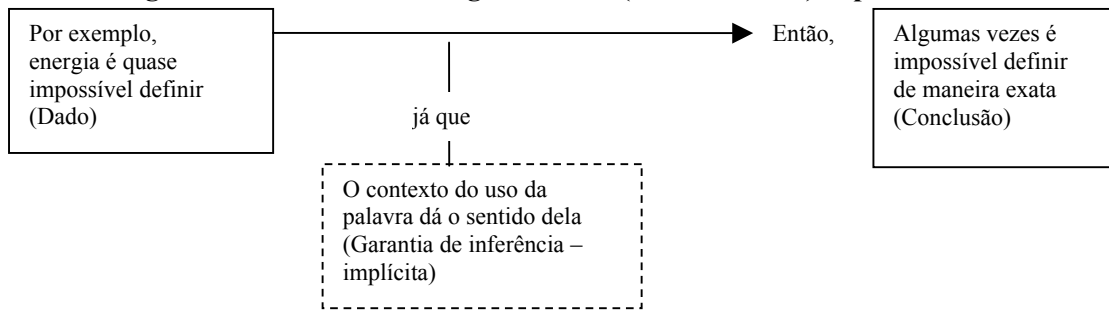 Por exemplo,
energia é quase
impossível definir
(Dado)
Então,
Algumas vezes é
impossível definir
de maneira exata
(Conclusão)
já que
O contexto do uso da
palavra dá o sentido dela
(Garantia de inferência –
implícita)